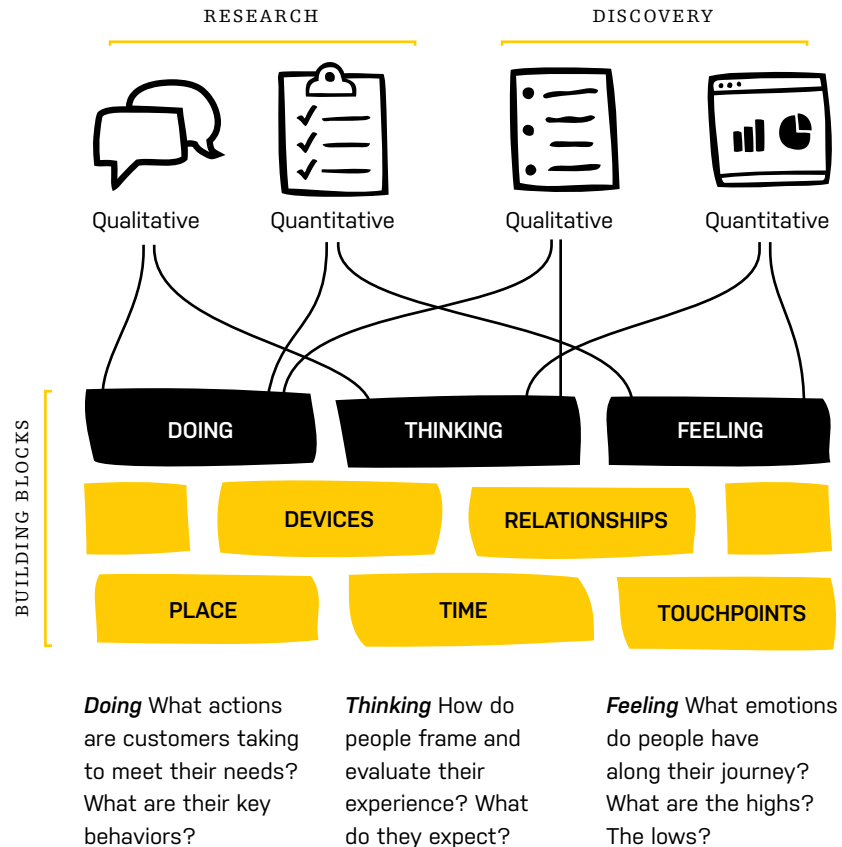 RESEARCH
DISCOVERY
Qualitative
Quantitative
Qualitative
Quantitative
BUILDING BLOCKS
DOING
THINKING
FEELING
DEVICES
RELATIONSHIPS
PLACE
TIME
TOUCHPOINTS
Doing What actions
are customers taking
to meet their needs?
What are their key
behaviors?
Thinking How do
people frame and
evaluate their
experience? What
do they expect?
Feeling What emotions
do people have
along their journey?
What are the highs?
The lows?